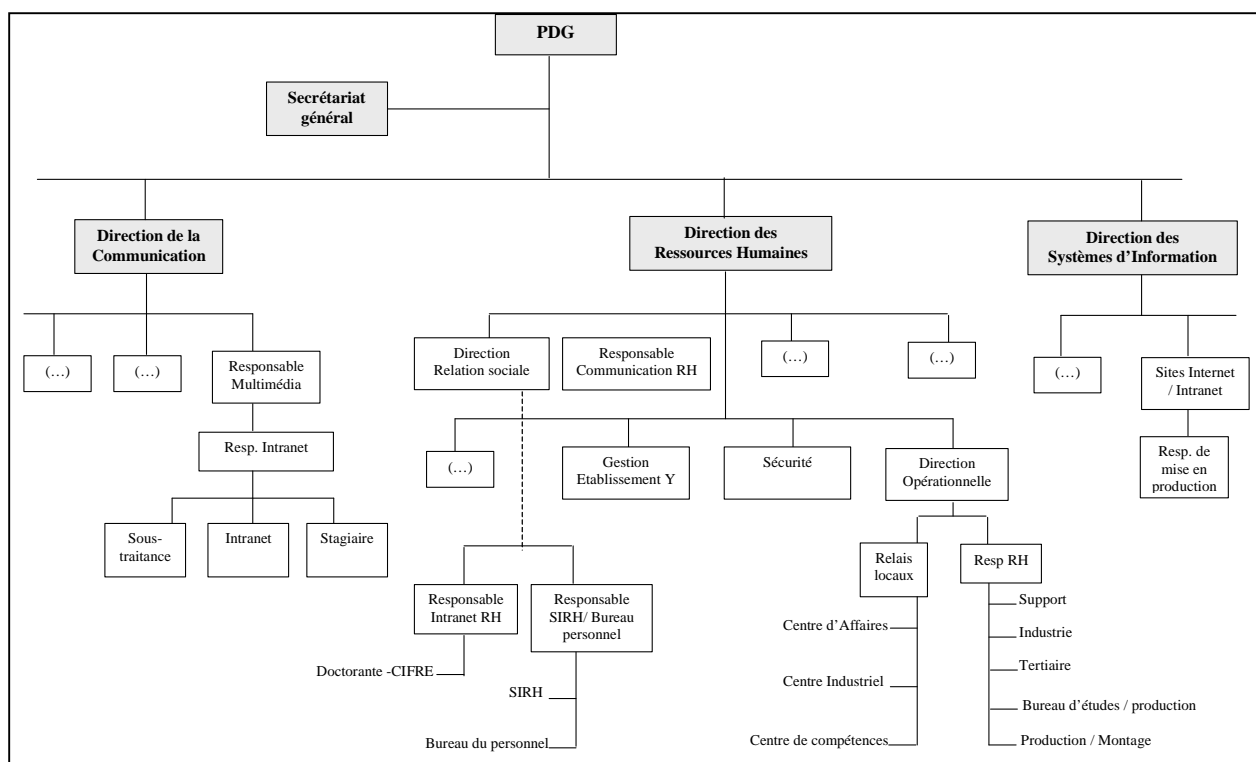 PDG
Secrétariat
général
Direction de la
Communication
Direction des
Ressources Humaines
Direction des
Systèmes d'Information
(…)
(…)
Responsable
Multimédia
Direction
Relation sociale
Responsable
Communication RH
(…)
(…)
(…)
Sites Internet
/ Intranet
Resp. Intranet
(…)
Gestion
Etablissement Y
Sécurité
Direction
Opérationnelle
Resp. de
mise en
production
Sous-
traitance
Intranet
Stagiaire
Relais
locaux
Resp RH
Responsable
Intranet RH
Responsable
SIRH/ Bureau
personnel
Support
Centre d'Affaires
Industrie
Doctorante -CIFRE
Tertiaire
SIRH
Centre Industriel
Bureau d'études / production
Bureau du personnel
Centre de compétences
Production / Montage